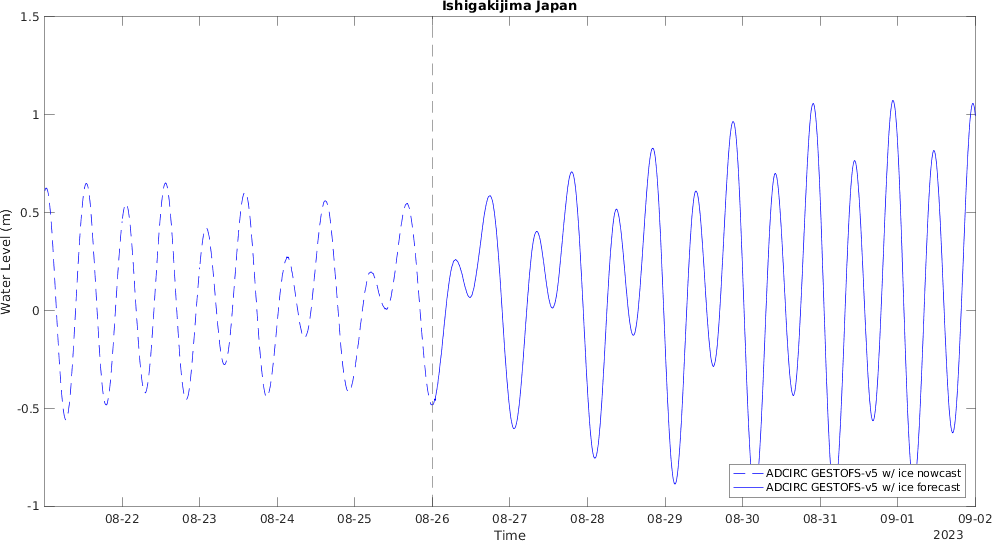 Ishigakijima Japan
1.5
1
0.5
0
-0.5
-1
Water Level (m)
ADCIRC GESTOFS-v5 w/ ice nowcast
ADCIRC GESTOFS-v5 w/ ice forecast
08-22 08-23 08-24 08-25 08-26 08-27 08-28 08-29 08-30 08-31 09-01 09-02
Time
2023